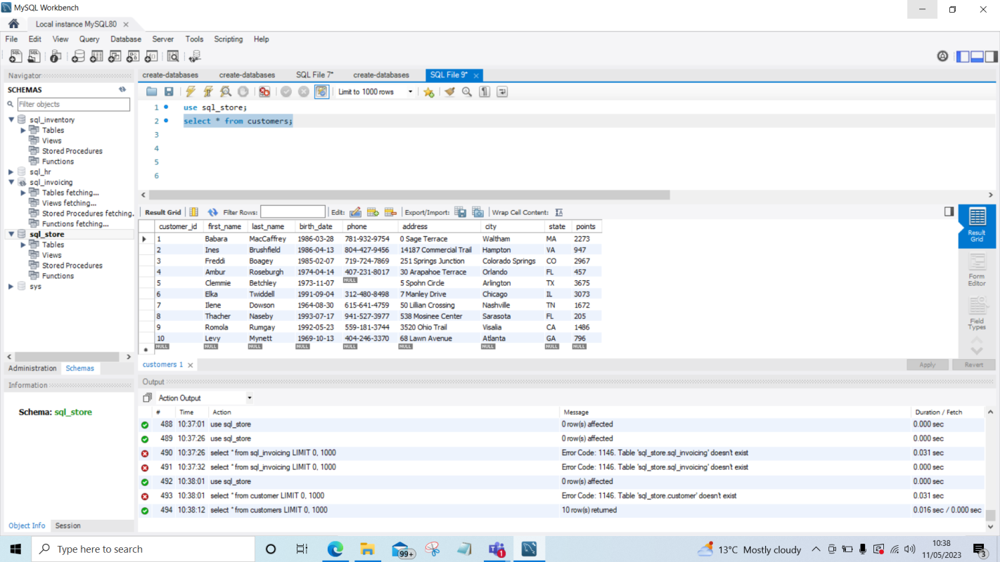 MySQL Workbench
Local instance MySQL80
File Edit View Query Database Server Tools Scripting Help
Navigator
SCHEMAS
Filter objects
sql_inventory
Tables
Views
Stored Procedures
Functions
sql_hr
sql_invoicing
Tables fetching...
Views fetching...
Stored Procedures fetching.
Functions fetching...
sql_store
Tables
Views
Stored Procedures
Functions
sys
Administration Schemas
Information
Schema: sql_store
Object Info Session
create-databases create-databases SQL File 7* create-databases SQL File 9*
Limit to 1000 rows
1 use sql_store;
2 select * from customers;
3
4
5
6
Result Grid Filter Rows: Edit: Export/Import: Wrap Cell Content:
customer_id first_name last_name birth_date phone address city state points
1 Babara MacCaffrey 1986-03-28 781-932-9754 0 Sage Terrace Waltham MA 2273
2 Ines Brushfield 1986-04-13 804-427-9456 14187 Commercial Trail Hampton VA 947
3 Freddi Boagey 1985-02-07 719-724-7869 251 Springs Junction Colorado Springs CO 2967
4 Ambur Roseburgh 1974-04-14 407-231-8017 30 Arapahoe Terrace Orlando FL 457
5 Clemmie Betchley 1973-11-07 NULL 5 Spohn Circle Arlington TX 3675
6 Elka Twiddell 1991-09-04 312-480-8498 7 Manley Drive Chicago IL 3073
7 Ilene Dowson 1964-08-30 615-641-4759 50 Lillian Crossing Nashville TN 1672
8 Thacher Naseby 1993-07-17 941-527-3977 538 Mosinee Center Sarasota FL 205
9 Romola Rumgay 1992-05-23 559-181-3744 3520 Ohio Trail Visalia CA 1486
10 Levy Mynett 1969-10-13 404-246-3370 68 Lawn Avenue Atlanta GA 796
NULL NULL NULL NULL NULL NULL NULL NULL NULL
Result Grid
Form Editor
Field Types
customers 1
Apply Revert
Output
Action Output
# Time Action Message Duration / Fetch
488 10:37:01 use sql_store 0 row(s) affected 0.000 sec
489 10:37:26 use sql_store 0 row(s) affected 0.000 sec
490 10:37:26 select * from sql_invoicing LIMIT 0, 1000 Error Code: 1146. Table 'sql_store.sql_invoicing' doesn't exist 0.031 sec
491 10:37:32 select * from sql_invoicing LIMIT 0, 1000 Error Code: 1146. Table 'sql_store.sql_invoicing' doesn't exist 0.000 sec
492 10:38:01 use sql_store 0 row(s) affected 0.000 sec
493 10:38:01 select * from customer LIMIT 0, 1000 Error Code: 1146. Table 'sql_store.customer' doesn't exist 0.031 sec
494 10:38:12 select * from customers LIMIT 0, 1000 10 row(s) returned 0.016 sec / 0.000 sec
Type here to search
99+
1
13°C Mostly cloudy
10:38
11/05/2023
3